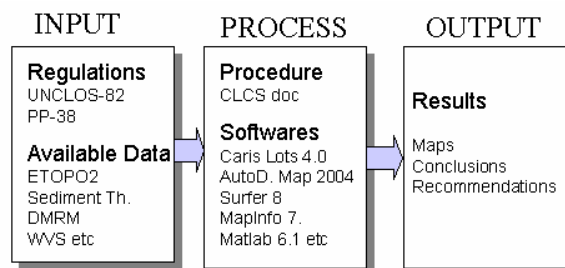 INPUT
Regulations
UNCLOS-82
PP-38
Available Data
ETOPO2
Sediment Th.
DMRM
WVS etc
PROCESS
Procedure
CLCS doc
Softwares
Caris Lots 4.0
AutoD. Map 2004
Surfer 8
MapInfo 7.
Matlab 6.1 etc
OUTPUT
Results
Maps
Conclusions
Recommendations